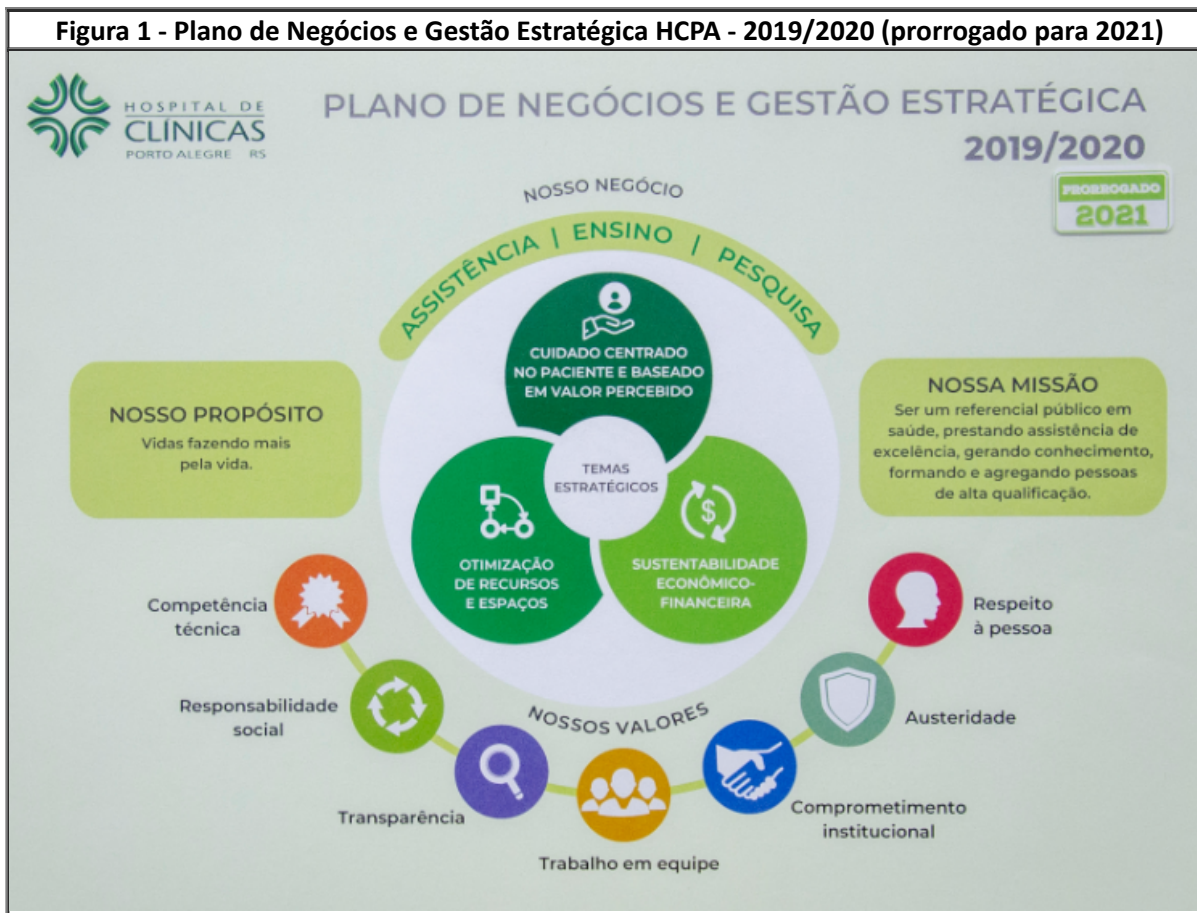 Figura 1 - Plano de Negócios e Gestão Estratégica HCPA - 2019/2020 (prorrogado para 2021)
HOSPITAL DE
CLÍNICAS
PORTO ALEGRE RS
PLANO DE NEGÓCIOS E GESTÃO ESTRATÉGICA
2019/2020
PRORROGADO
2021
NOSSO NEGÓCIO
ASSISTÊNCIA | ENSINO | PESQUISA
CUIDADO CENTRADO
NO PACIENTE E BASEADO
EM VALOR PERCEBIDO
NOSSO PROPÓSITO
Vidas fazendo mais
pela vida.
NOSSA MISSÃO
Ser um referencial público em
saúde, prestando assistência de
excelência, gerando conhecimento,
formando e agregando pessoas
de alta qualificação.
TEMAS
ESTRATÉGICOS
$
OTIMIZAÇÃO
DE RECURSOS
E ESPAÇOS
SUSTENTABILIDADE
ECONÔMICO-
FINANCEIRA
NOSSOS VALORES
Competência
técnica
Responsabilidade
social
Transparência
Trabalho em equipe
Comprometimento
institucional
Austeridade
Respeito
à pessoa